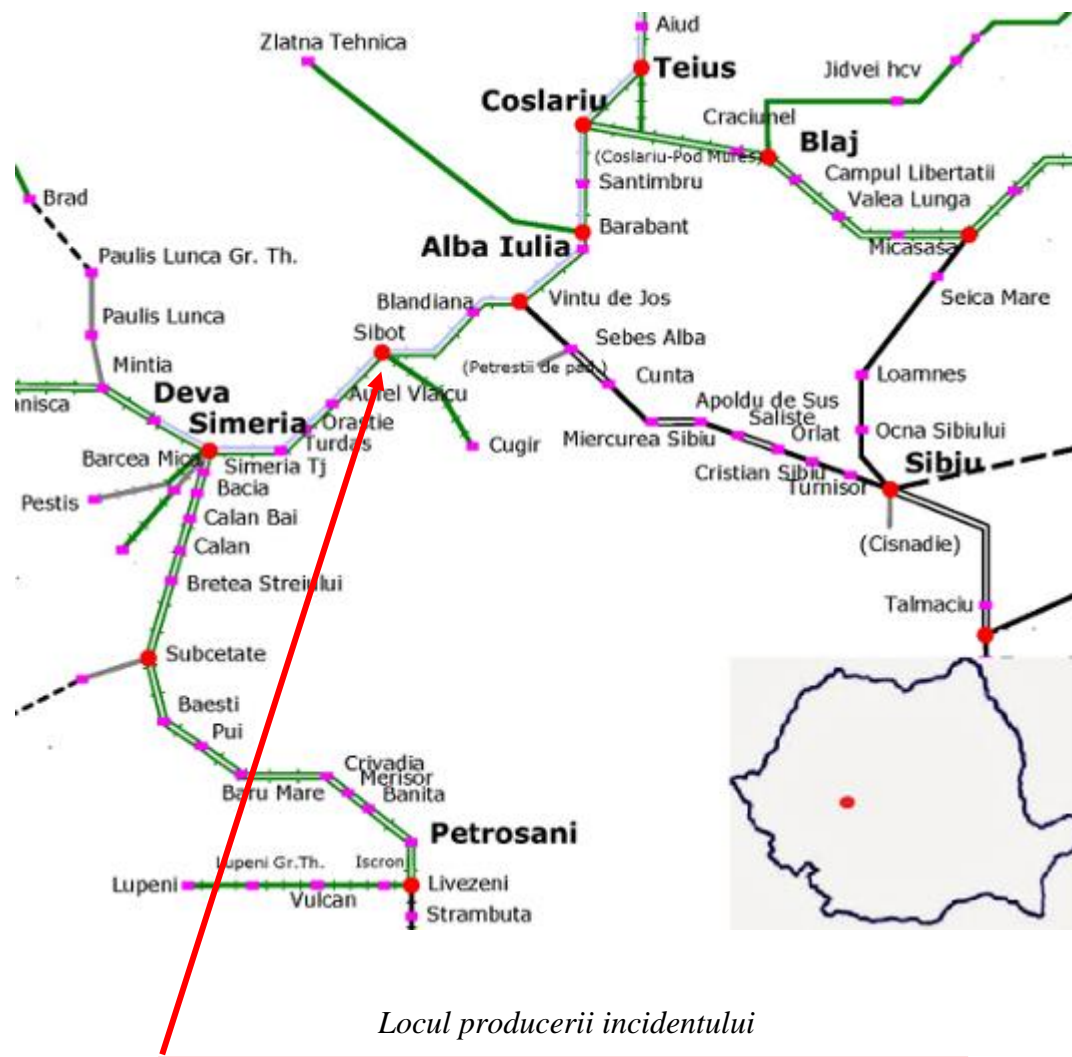 Aiud
Zlatna Tehnica
Teius
Jidvei hcv
Coslariu
Craciunel
Blaj
(Coslariu-Pod Mures)
Campul Libertatii
Santimbru
Valea Lunga
Brad
Barabant
Alba Iulia
Micasasa
Paulis Lunca Gr. Th.
Seica Mare
Blandiana
Vintu de Jos
Paulis Lunca
Sibot
Sebes Alba
(Petrestii de pad.)
Mintia
Cunta
Loamnes
Deva
Aurel Vlaicu
anisca
Apoldu de Sus
Simeria
Saliste
Orastie
Miercurea Sibiu
Orlat
Ocna Sibiului
Turdas
Cugir
Barcea Mica
Simeria Tj
Cristian Sibiu
Sibiu
Turnisor
Bacia
Pestis
Calan Bai
(Cisnadie)
Calan
Bretea Streiului
Talmaciu
Subcetate
Baesti
Pui
Crivadia
Merisor
Baru Mare
Banita
Petrosani
Lupeni Gr.Th.
Iscroni
Lupeni
Livezeni
Vulcan
Strambuta
Locul producerii incidentului